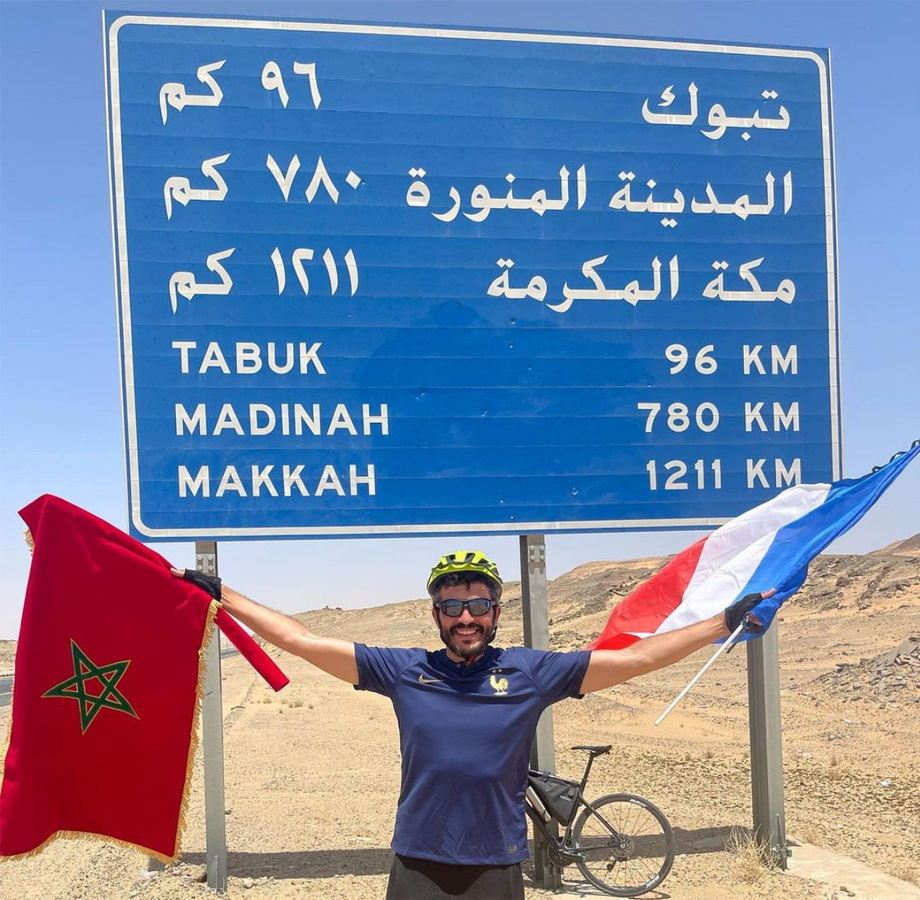 تبوك ٩٦ كم
المدينة المنورة ٧٨٠ كم
مكة المكرمة ١٢١١ كم
TABUK 96 KM
MADINAH 780 KM
MAKKAH 1211 KM